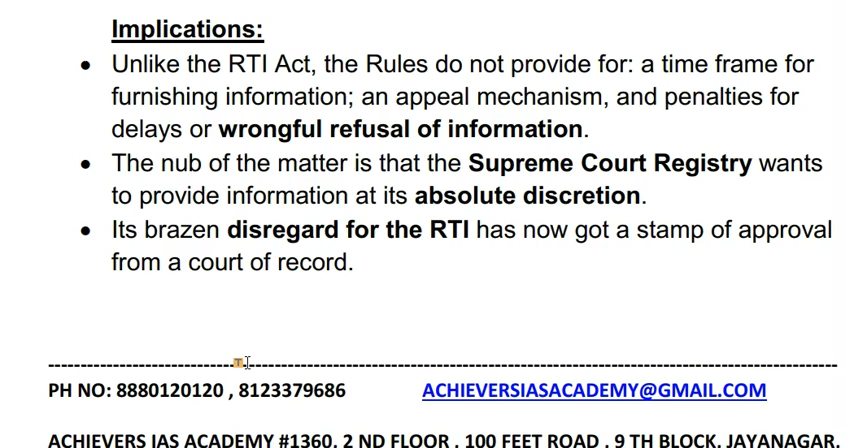 Implications:
• Unlike the RTI Act, the Rules do not provide for: a time frame for
furnishing information; an appeal mechanism, and penalties for
delays or wrongful refusal of information.
• The nub of the matter is that the Supreme Court Registry wants
to provide information at its absolute discretion.
• Its brazen disregard for the RTI has now got a stamp of approval
from a court of record.
PH NO: 8880120120 , 8123379686 ACHIEVERSIASACADEMY@GMAIL.COM
ACHIEVERS IAS ACADEMY #1360, 2 ND FLOOR , 100 FEET ROAD , 9 TH BLOCK, JAYANAGAR,